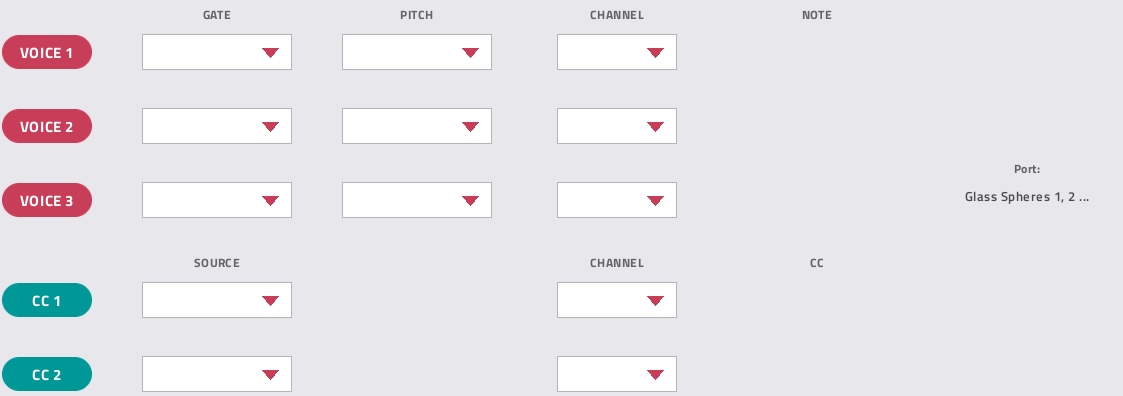 GATE PITCH CHANNEL NOTE
VOICE 1
VOICE 2
Port:
VOICE 3
Glass Spheres 1, 2 ...
SOURCE CHANNEL CC
CC 1
CC 2